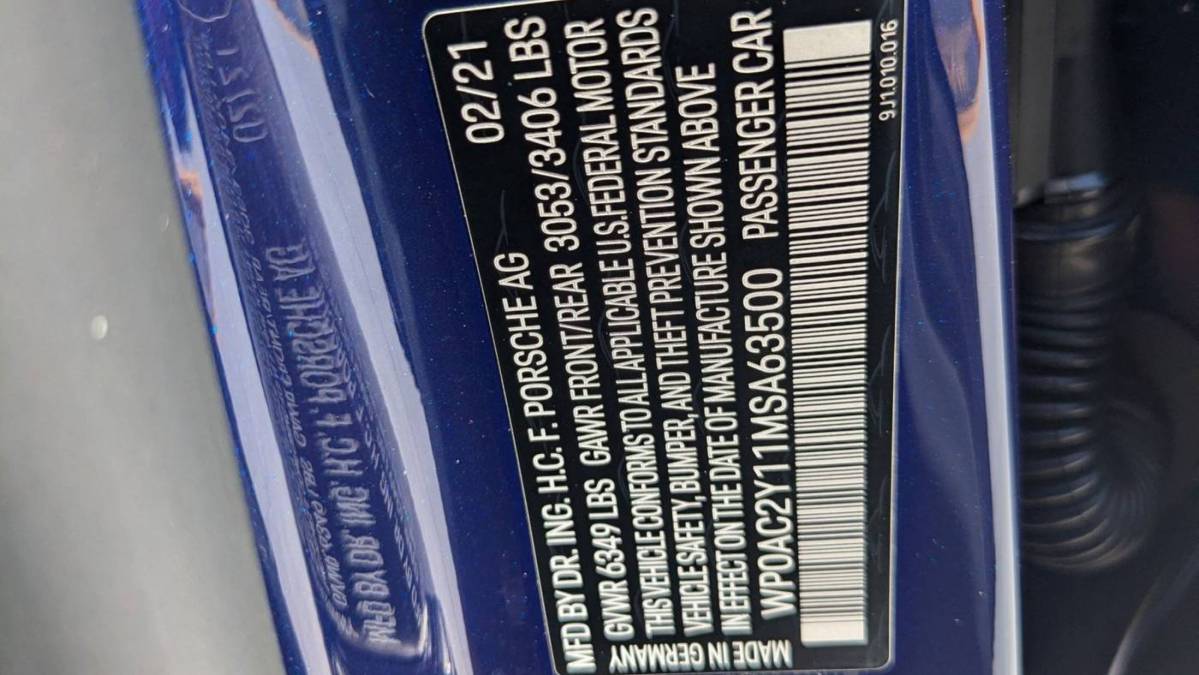 MFD BY DR. ING. H.C. F. PORSCHE AG 02/21
GVWR 6349 LBS GAWR FRONT/REAR 3053/3406 LBS
THIS VEHICLE CONFORMS TO ALL APPLICABLE U.S. FEDERAL MOTOR
VEHICLE SAFETY, BUMPER, AND THEFT PREVENTION STANDARDS
IN EFFECT ON THE DATE OF MANUFACTURE SHOWN ABOVE
MADE IN GERMANY
WP0AC2Y11MSA63500 PASSENGER CAR
9J1.010.016